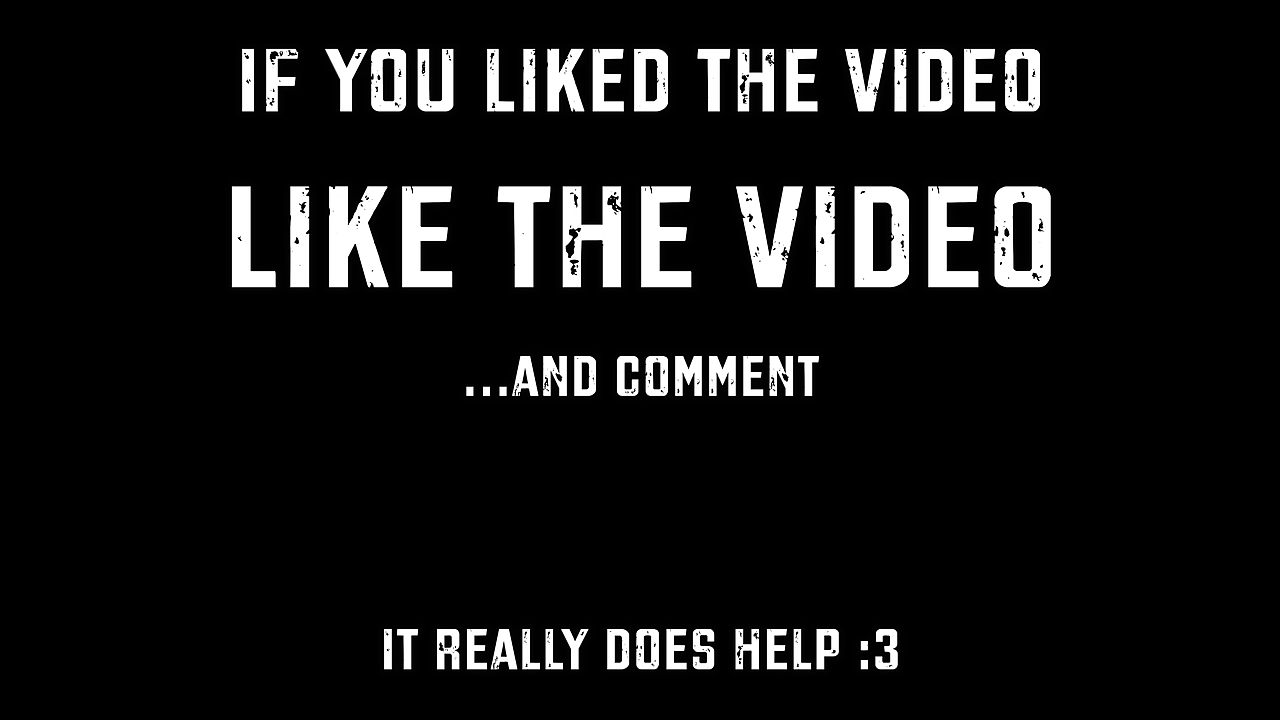 IF YOU LIKED THE VIDEO
LIKE THE VIDEO
...AND COMMENT
IT REALLY DOES HELP :3